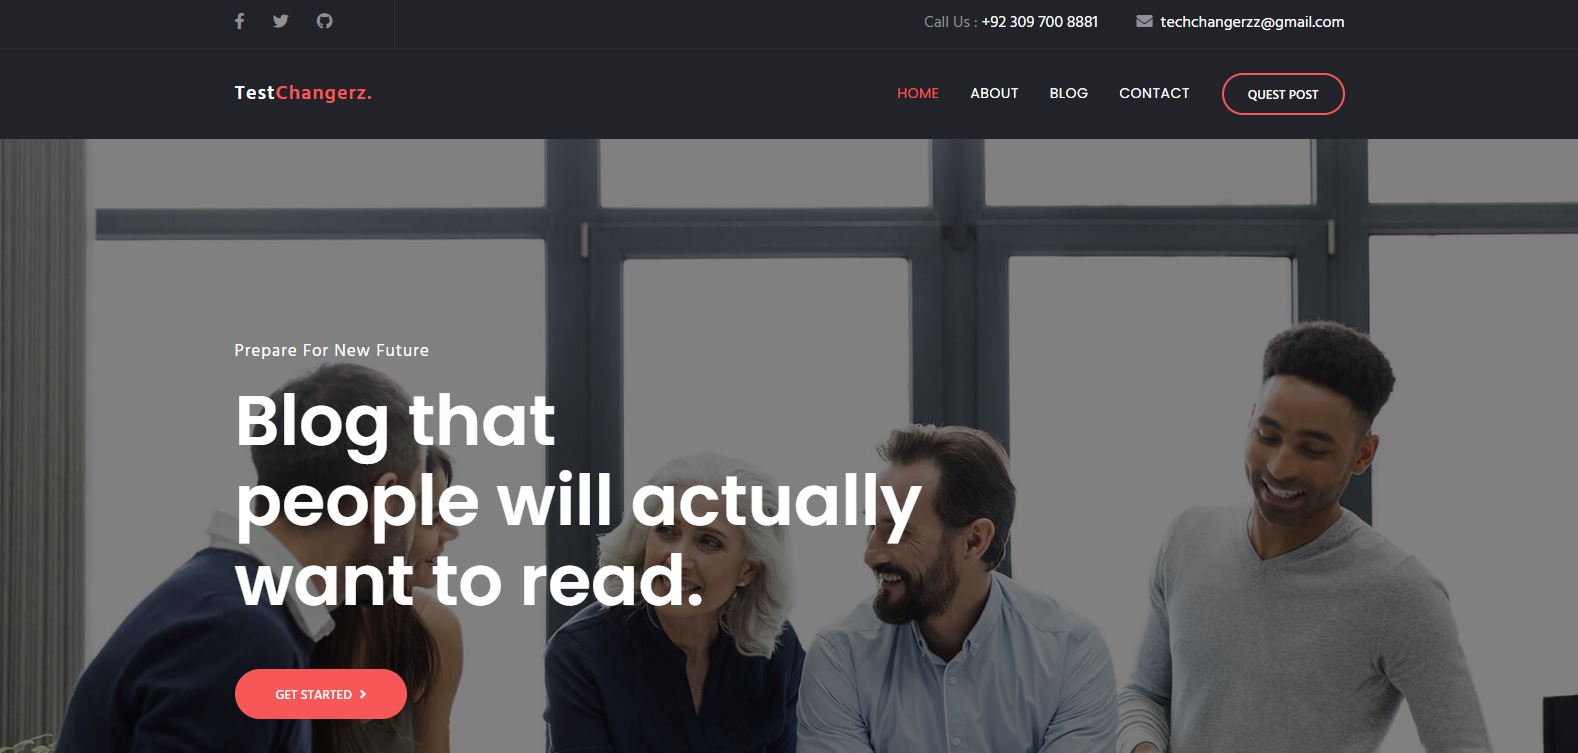 Call Us : +92 309 700 8881 techchangerzz@gmail.com
TestChangerz. HOME ABOUT BLOG CONTACT QUEST POST
Prepare For New Future
Blog that
people will actually
want to read.
GET STARTED